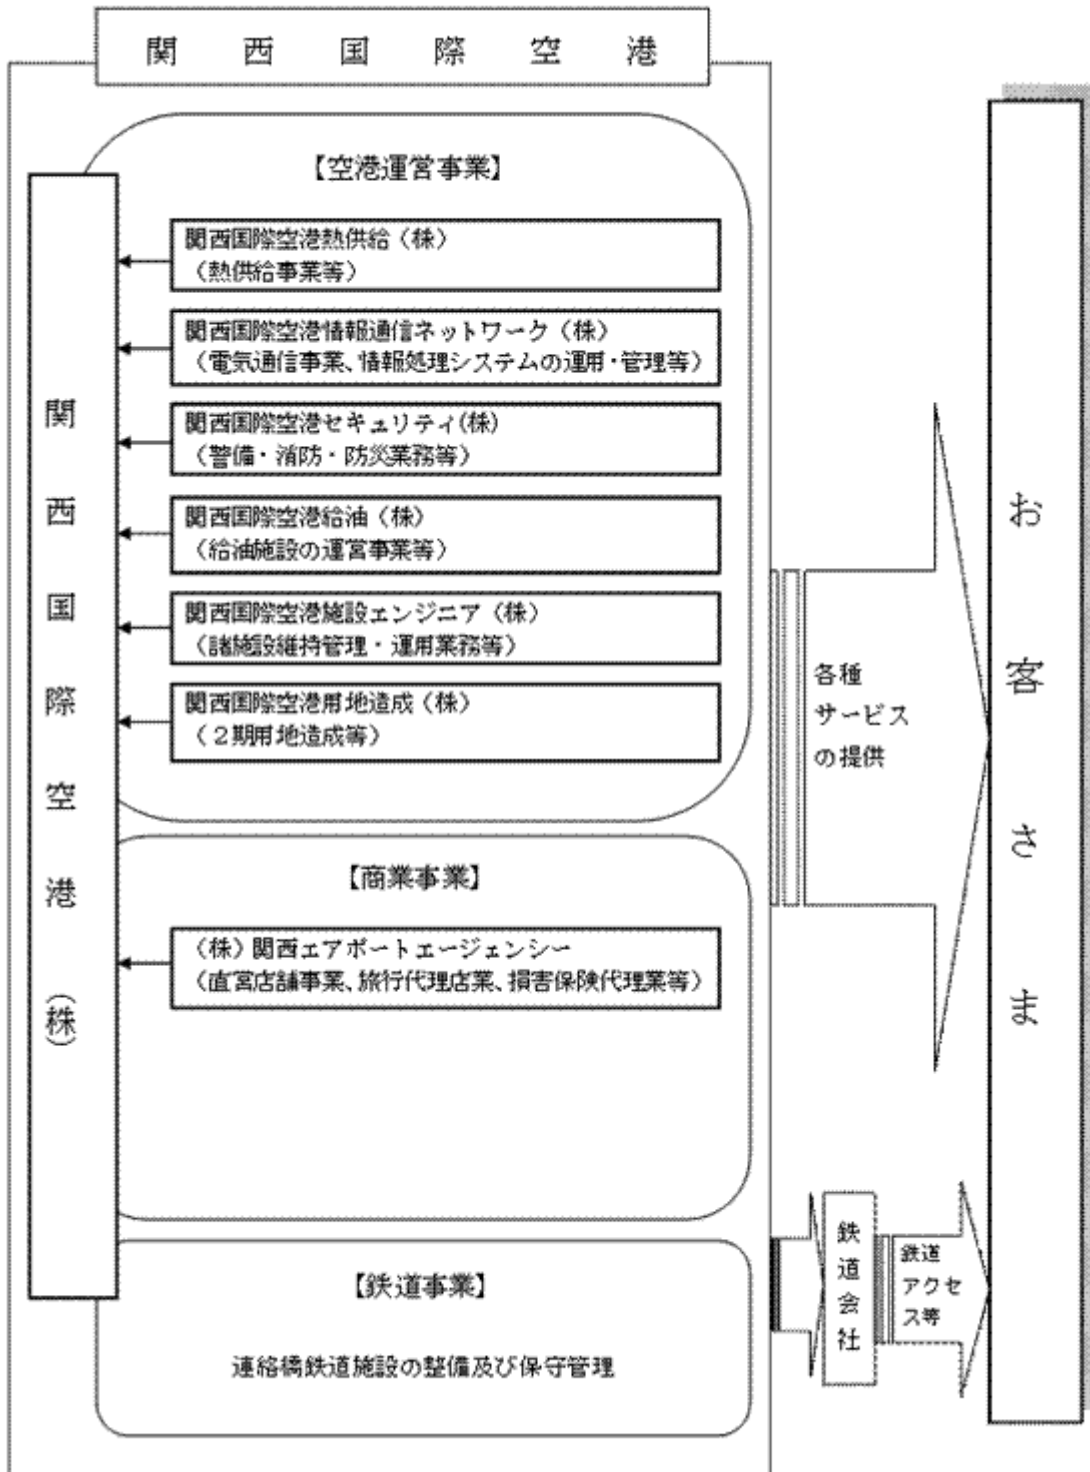 関西国際空港
関西国際空港(株)
【空港運営事業】
関西国際空港熱供給(株)
(熱供給事業等)
関西国際空港情報通信ネットワーク(株)
(電気通信事業、情報処理システムの運用・管理等)
関西国際空港セキュリティ(株)
(警備・消防・防災業務等)
関西国際空港給油(株)
(給油施設の運営事業等)
関西国際空港施設エンジニア(株)
(諸施設維持管理・運用業務等)
関西国際空港用地造成(株)
(2期用地造成等)
【商業事業】
(株)関西エアポートエージェンシー
(直営店舗事業、旅行代理店業、損害保険代理業等)
【鉄道事業】
連絡橋鉄道施設の整備及び保守管理
各種
サービス
の提供
鉄道会社
鉄道
アクセ
ス等
お客さま